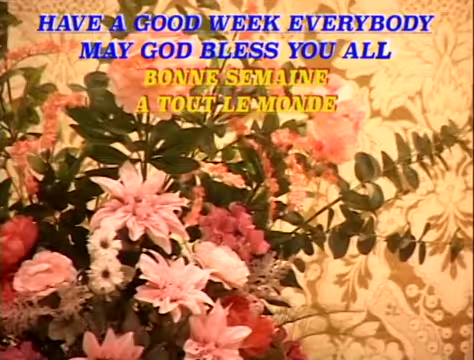 HAVE A GOOD WEEK EVERYBODY
MAY GOD BLESS YOU ALL
BONNE SEMAINE
A TOUT LE MONDE